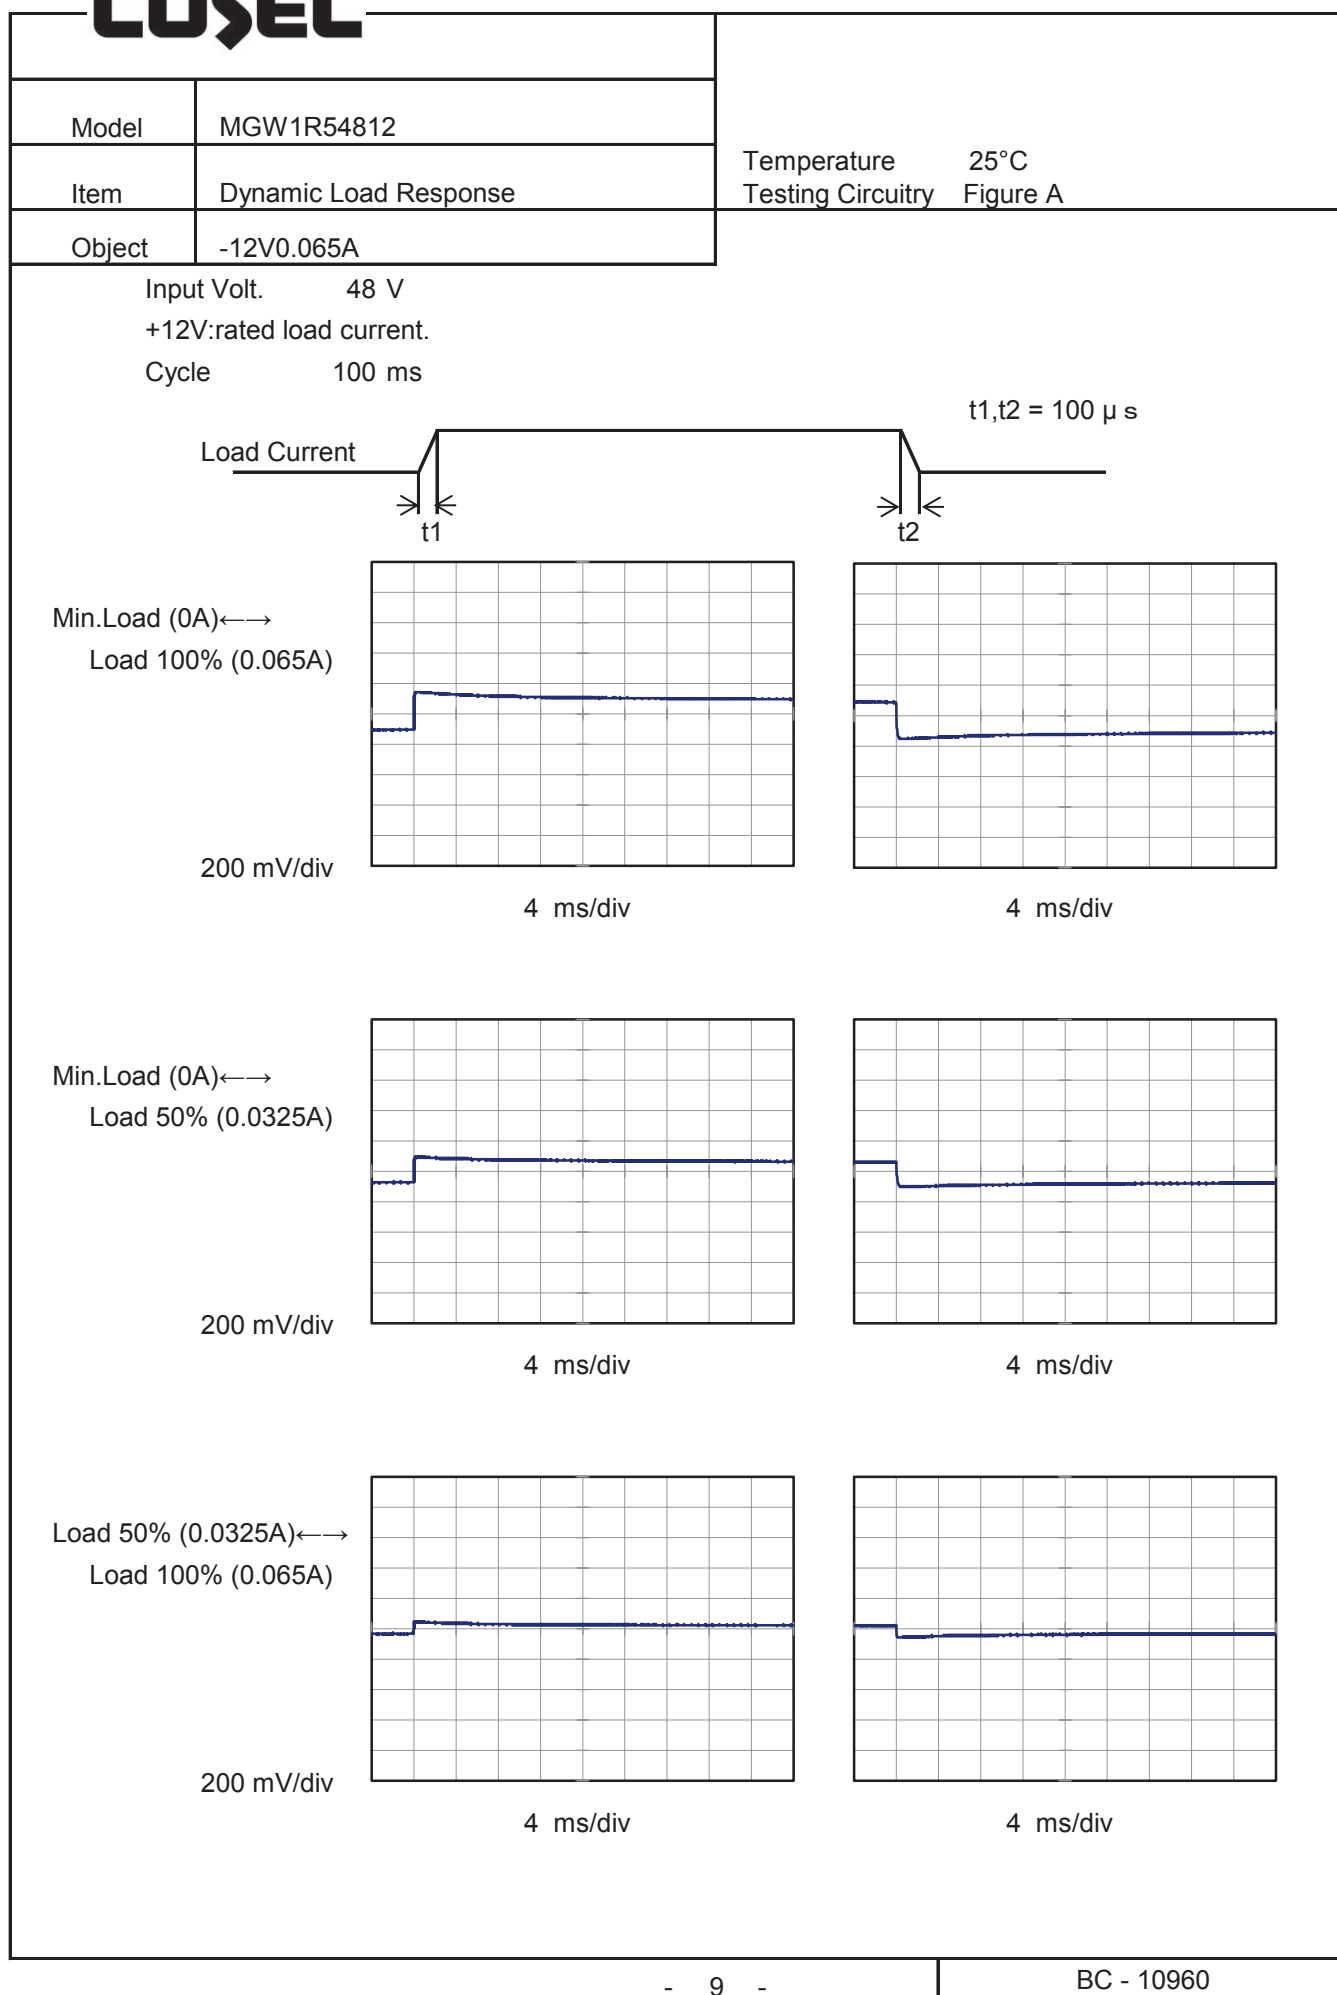 COSEL
Model MGW1R54812
Item Dynamic Load Response
Object -12V0.065A
Temperature 25°C
Testing Circuitry Figure A
Input Volt. 48 V
+12V:rated load current.
Cycle 100 ms
t1,t2 = 100 μ s
Load Current
t1 t2
Min.Load (0A)←→
Load 100% (0.065A)
200 mV/div
4 ms/div 4 ms/div
Min.Load (0A)←→
Load 50% (0.0325A)
200 mV/div
4 ms/div 4 ms/div
Load 50% (0.0325A)←→
Load 100% (0.065A)
200 mV/div
4 ms/div 4 ms/div
- 9 -
BC - 10960